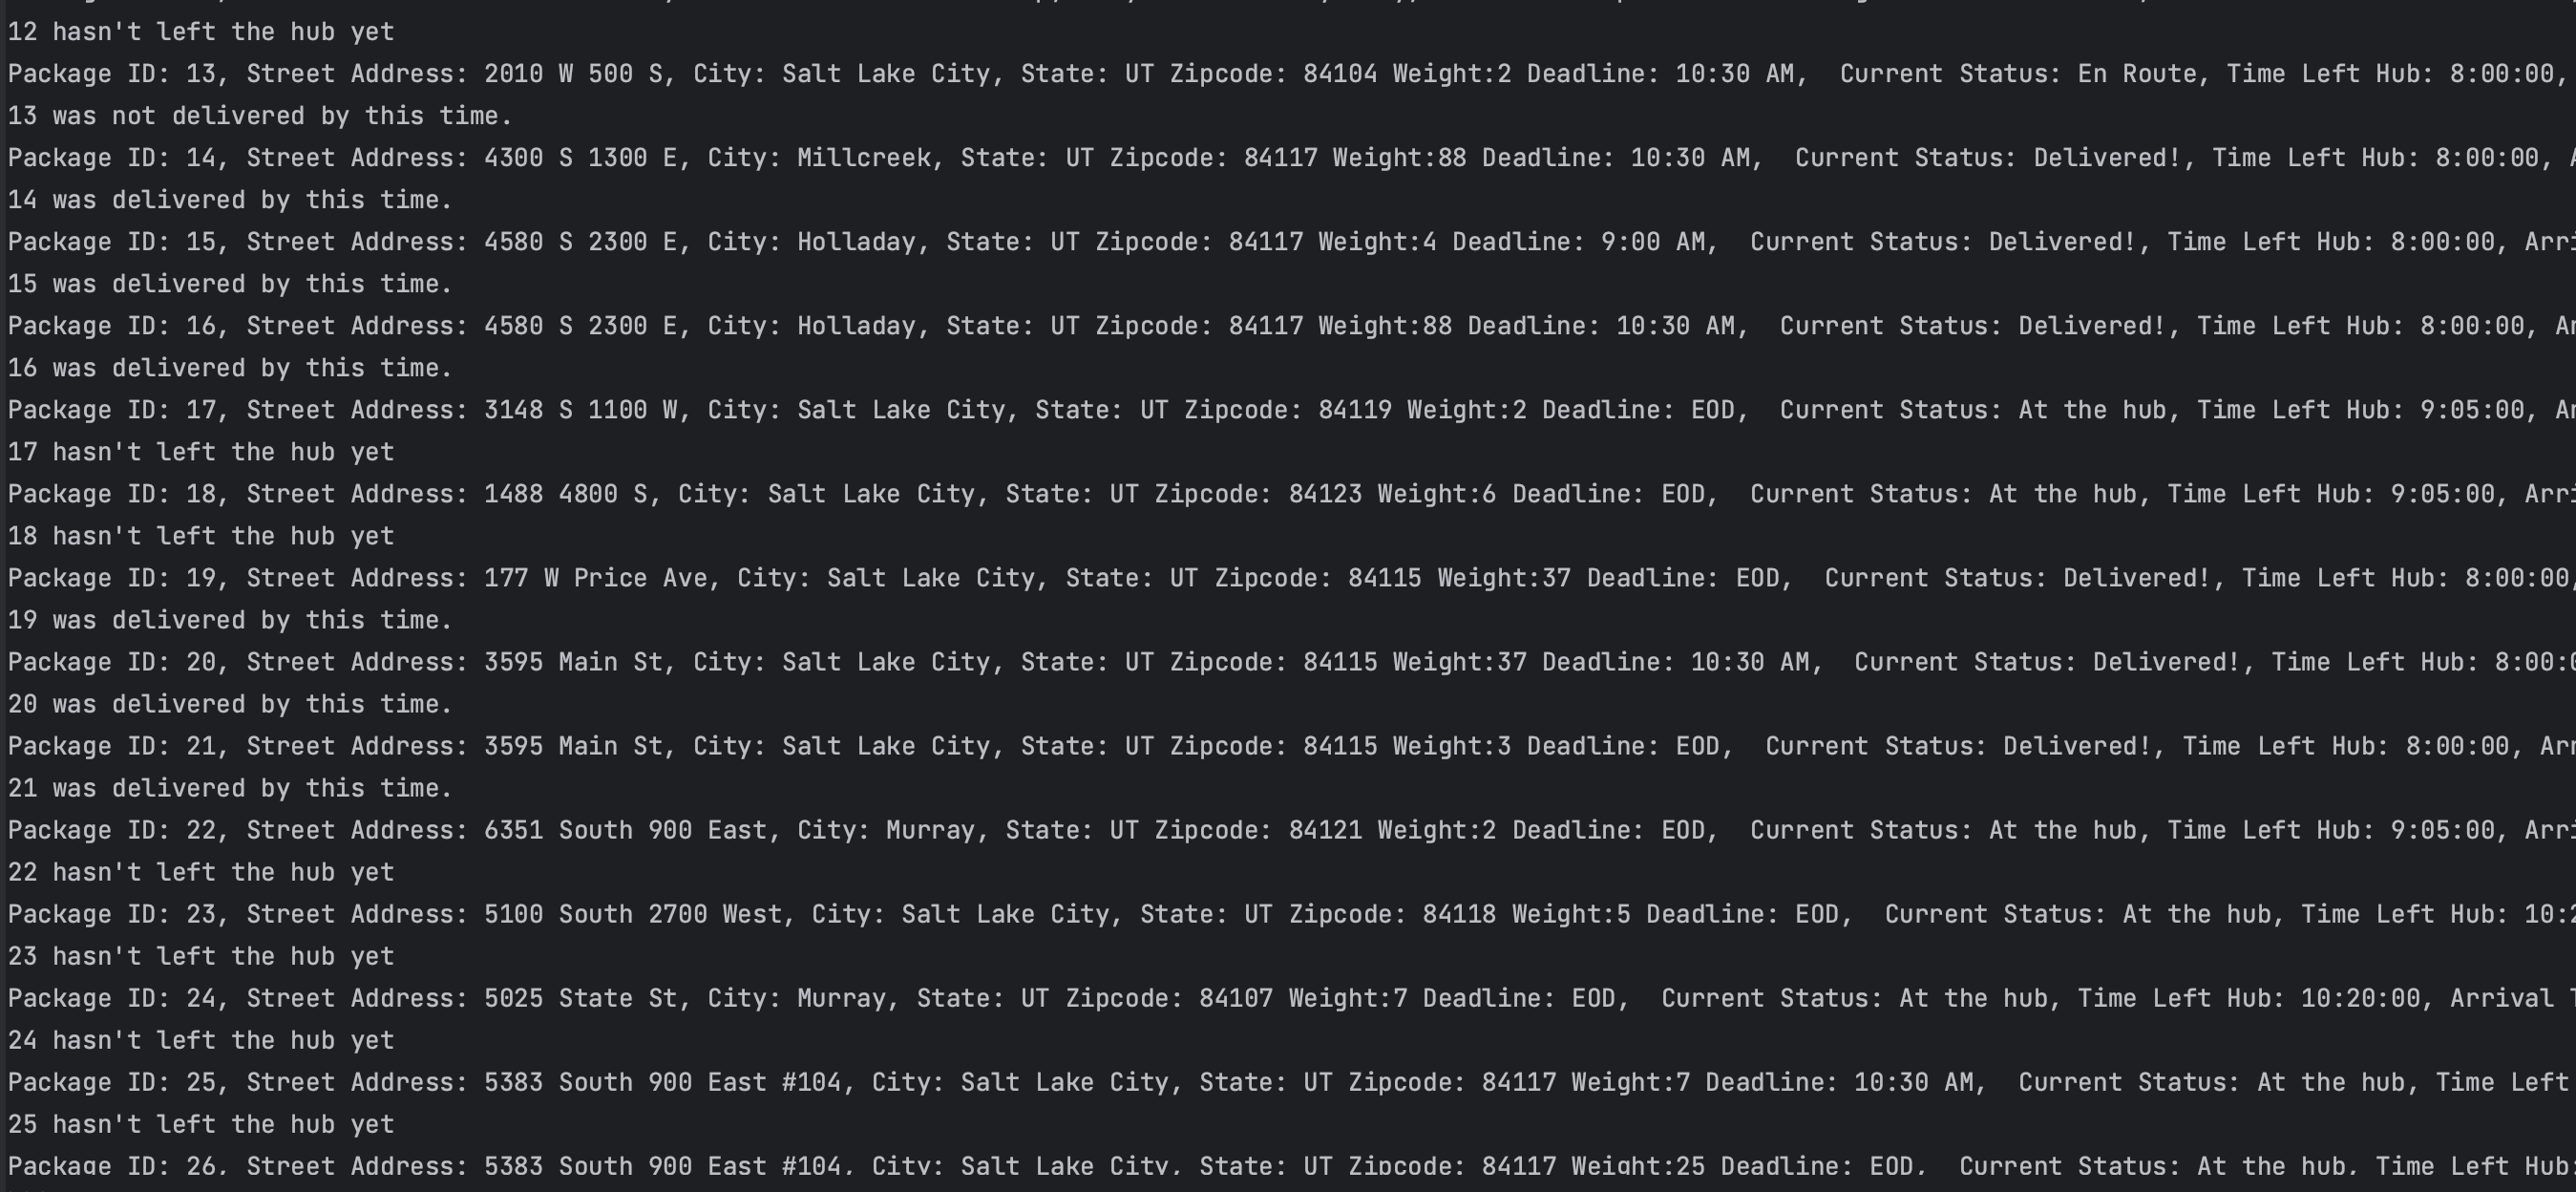 12 hasn't left the hub yet
Package ID: 13, Street Address: 2010 W 500 S, City: Salt Lake City, State: UT Zipcode: 84104 Weight:2 Deadline: 10:30 AM,  Current Status: En Route, Time Left Hub: 8:00:00,
13 was not delivered by this time.
Package ID: 14, Street Address: 4300 S 1300 E, City: Millcreek, State: UT Zipcode: 84117 Weight:88 Deadline: 10:30 AM,  Current Status: Delivered!, Time Left Hub: 8:00:00,
14 was delivered by this time.
Package ID: 15, Street Address: 4580 S 2300 E, City: Holladay, State: UT Zipcode: 84117 Weight:4 Deadline: 9:00 AM,  Current Status: Delivered!, Time Left Hub: 8:00:00, Arri
15 was delivered by this time.
Package ID: 16, Street Address: 4580 S 2300 E, City: Holladay, State: UT Zipcode: 84117 Weight:88 Deadline: 10:30 AM,  Current Status: Delivered!, Time Left Hub: 8:00:00, Ar
16 was delivered by this time.
Package ID: 17, Street Address: 3148 S 1100 W, City: Salt Lake City, State: UT Zipcode: 84119 Weight:2 Deadline: EOD,  Current Status: At the hub, Time Left Hub: 9:05:00, Ar
17 hasn't left the hub yet
Package ID: 18, Street Address: 1488 4800 S, City: Salt Lake City, State: UT Zipcode: 84123 Weight:6 Deadline: EOD,  Current Status: At the hub, Time Left Hub: 9:05:00, Arri
18 hasn't left the hub yet
Package ID: 19, Street Address: 177 W Price Ave, City: Salt Lake City, State: UT Zipcode: 84115 Weight:37 Deadline: EOD,  Current Status: Delivered!, Time Left Hub: 8:00:00,
19 was delivered by this time.
Package ID: 20, Street Address: 3595 Main St, City: Salt Lake City, State: UT Zipcode: 84115 Weight:37 Deadline: 10:30 AM,  Current Status: Delivered!, Time Left Hub: 8:00:0
20 was delivered by this time.
Package ID: 21, Street Address: 3595 Main St, City: Salt Lake City, State: UT Zipcode: 84115 Weight:3 Deadline: EOD,  Current Status: Delivered!, Time Left Hub: 8:00:00, Arr
21 was delivered by this time.
Package ID: 22, Street Address: 6351 South 900 East, City: Murray, State: UT Zipcode: 84121 Weight:2 Deadline: EOD,  Current Status: At the hub, Time Left Hub: 9:05:00, Arri
22 hasn't left the hub yet
Package ID: 23, Street Address: 5100 South 2700 West, City: Salt Lake City, State: UT Zipcode: 84118 Weight:5 Deadline: EOD,  Current Status: At the hub, Time Left Hub: 10:2
23 hasn't left the hub yet
Package ID: 24, Street Address: 5025 State St, City: Murray, State: UT Zipcode: 84107 Weight:7 Deadline: EOD,  Current Status: At the hub, Time Left Hub: 10:20:00, Arrival T
24 hasn't left the hub yet
Package ID: 25, Street Address: 5383 South 900 East #104, City: Salt Lake City, State: UT Zipcode: 84117 Weight:7 Deadline: 10:30 AM,  Current Status: At the hub, Time Left
25 hasn't left the hub yet
Package ID: 26, Street Address: 5383 South 900 East #104, City: Salt Lake City, State: UT Zipcode: 84117 Weight:25 Deadline: EOD,  Current Status: At the hub, Time Left Hub: